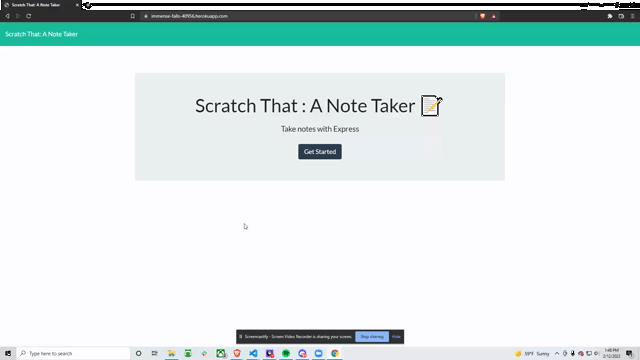 Scratch That: A Note Taker
immense-falls-40956.herokuapp.com
Scratch That: A Note Taker
Scratch That : A Note Taker
Take notes with Express
Get Started
Screencastify - Screen Video Recorder is sharing your screen.
Stop sharing
Hide
Type here to search
59°F Sunny
1:48 PM
2/12/2022